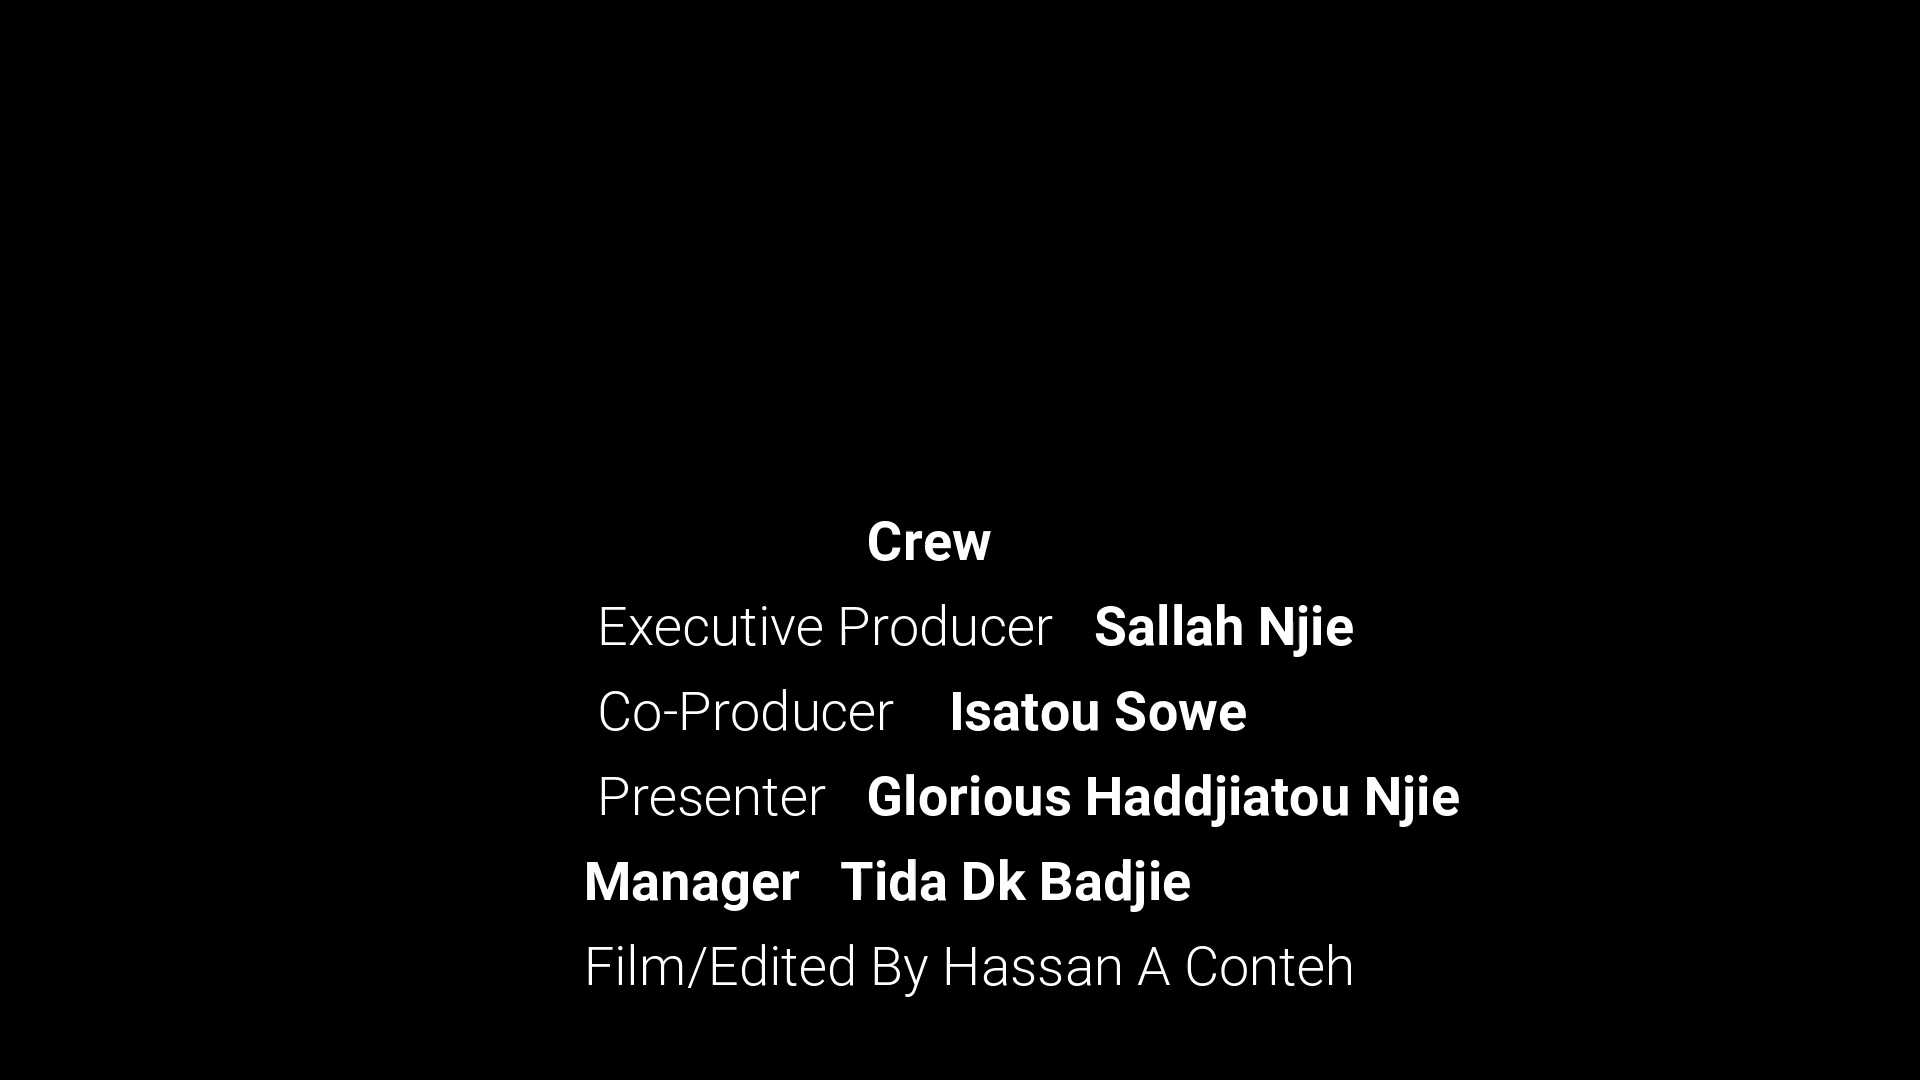 Crew
Executive Producer Sallah Njie
Co-Producer Isatou Sowe
Presenter Glorious Haddjiatou Njie
Manager Tida Dk Badjie
Film/Edited By Hassan A Conteh